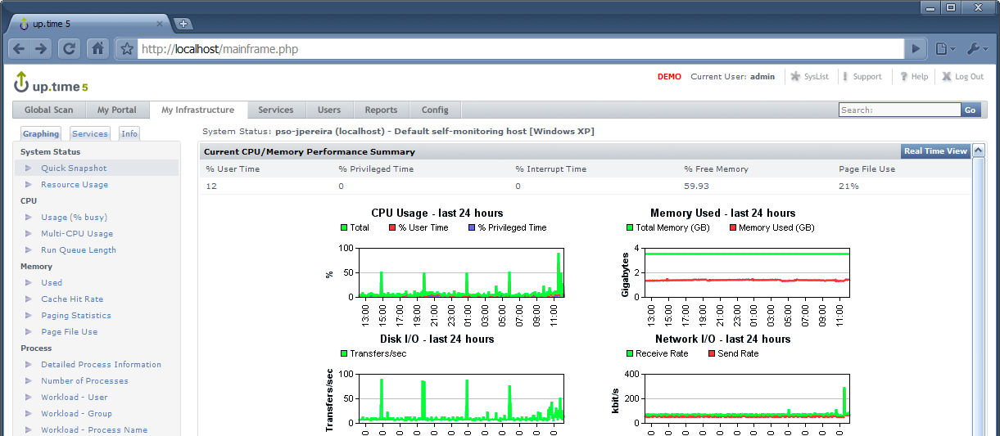 up.time 5
http://localhost/mainframe.php
up.time 5
DEMO Current User: admin SysList Support Help Log Out
Global Scan My Portal My Infrastructure Services Users Reports Config Search: Go
Graphing Services Info
System Status: pso-jpereira (localhost) - Default self-monitoring host [Windows XP]
System Status
Quick Snapshot
Resource Usage
CPU
Usage (% busy)
Multi-CPU Usage
Run Queue Length
Memory
Used
Cache Hit Rate
Paging Statistics
Page File Use
Process
Detailed Process Information
Number of Processes
Workload - User
Workload - Group
Workload - Process Name
Current CPU/Memory Performance Summary Real Time View
% User Time % Privileged Time % Interrupt Time % Free Memory Page File Use
12 0 0 59.93 21%
CPU Usage - last 24 hours
Total % User Time % Privileged Time
100
50
0
%
13:00 15:00 17:00 19:00 21:00 23:00 01:00 03:00 05:00 07:00 09:00 11:00
Memory Used - last 24 hours
Total Memory (GB) Memory Used (GB)
4
2
0
Gigabytes
13:00 15:00 17:00 19:00 21:00 23:00 01:00 03:00 05:00 07:00 09:00 11:00
Disk I/O - last 24 hours
Transfers/sec
100
50
0
Transfers/sec
Network I/O - last 24 hours
Receive Rate Send Rate
400
200
0
kbit/s